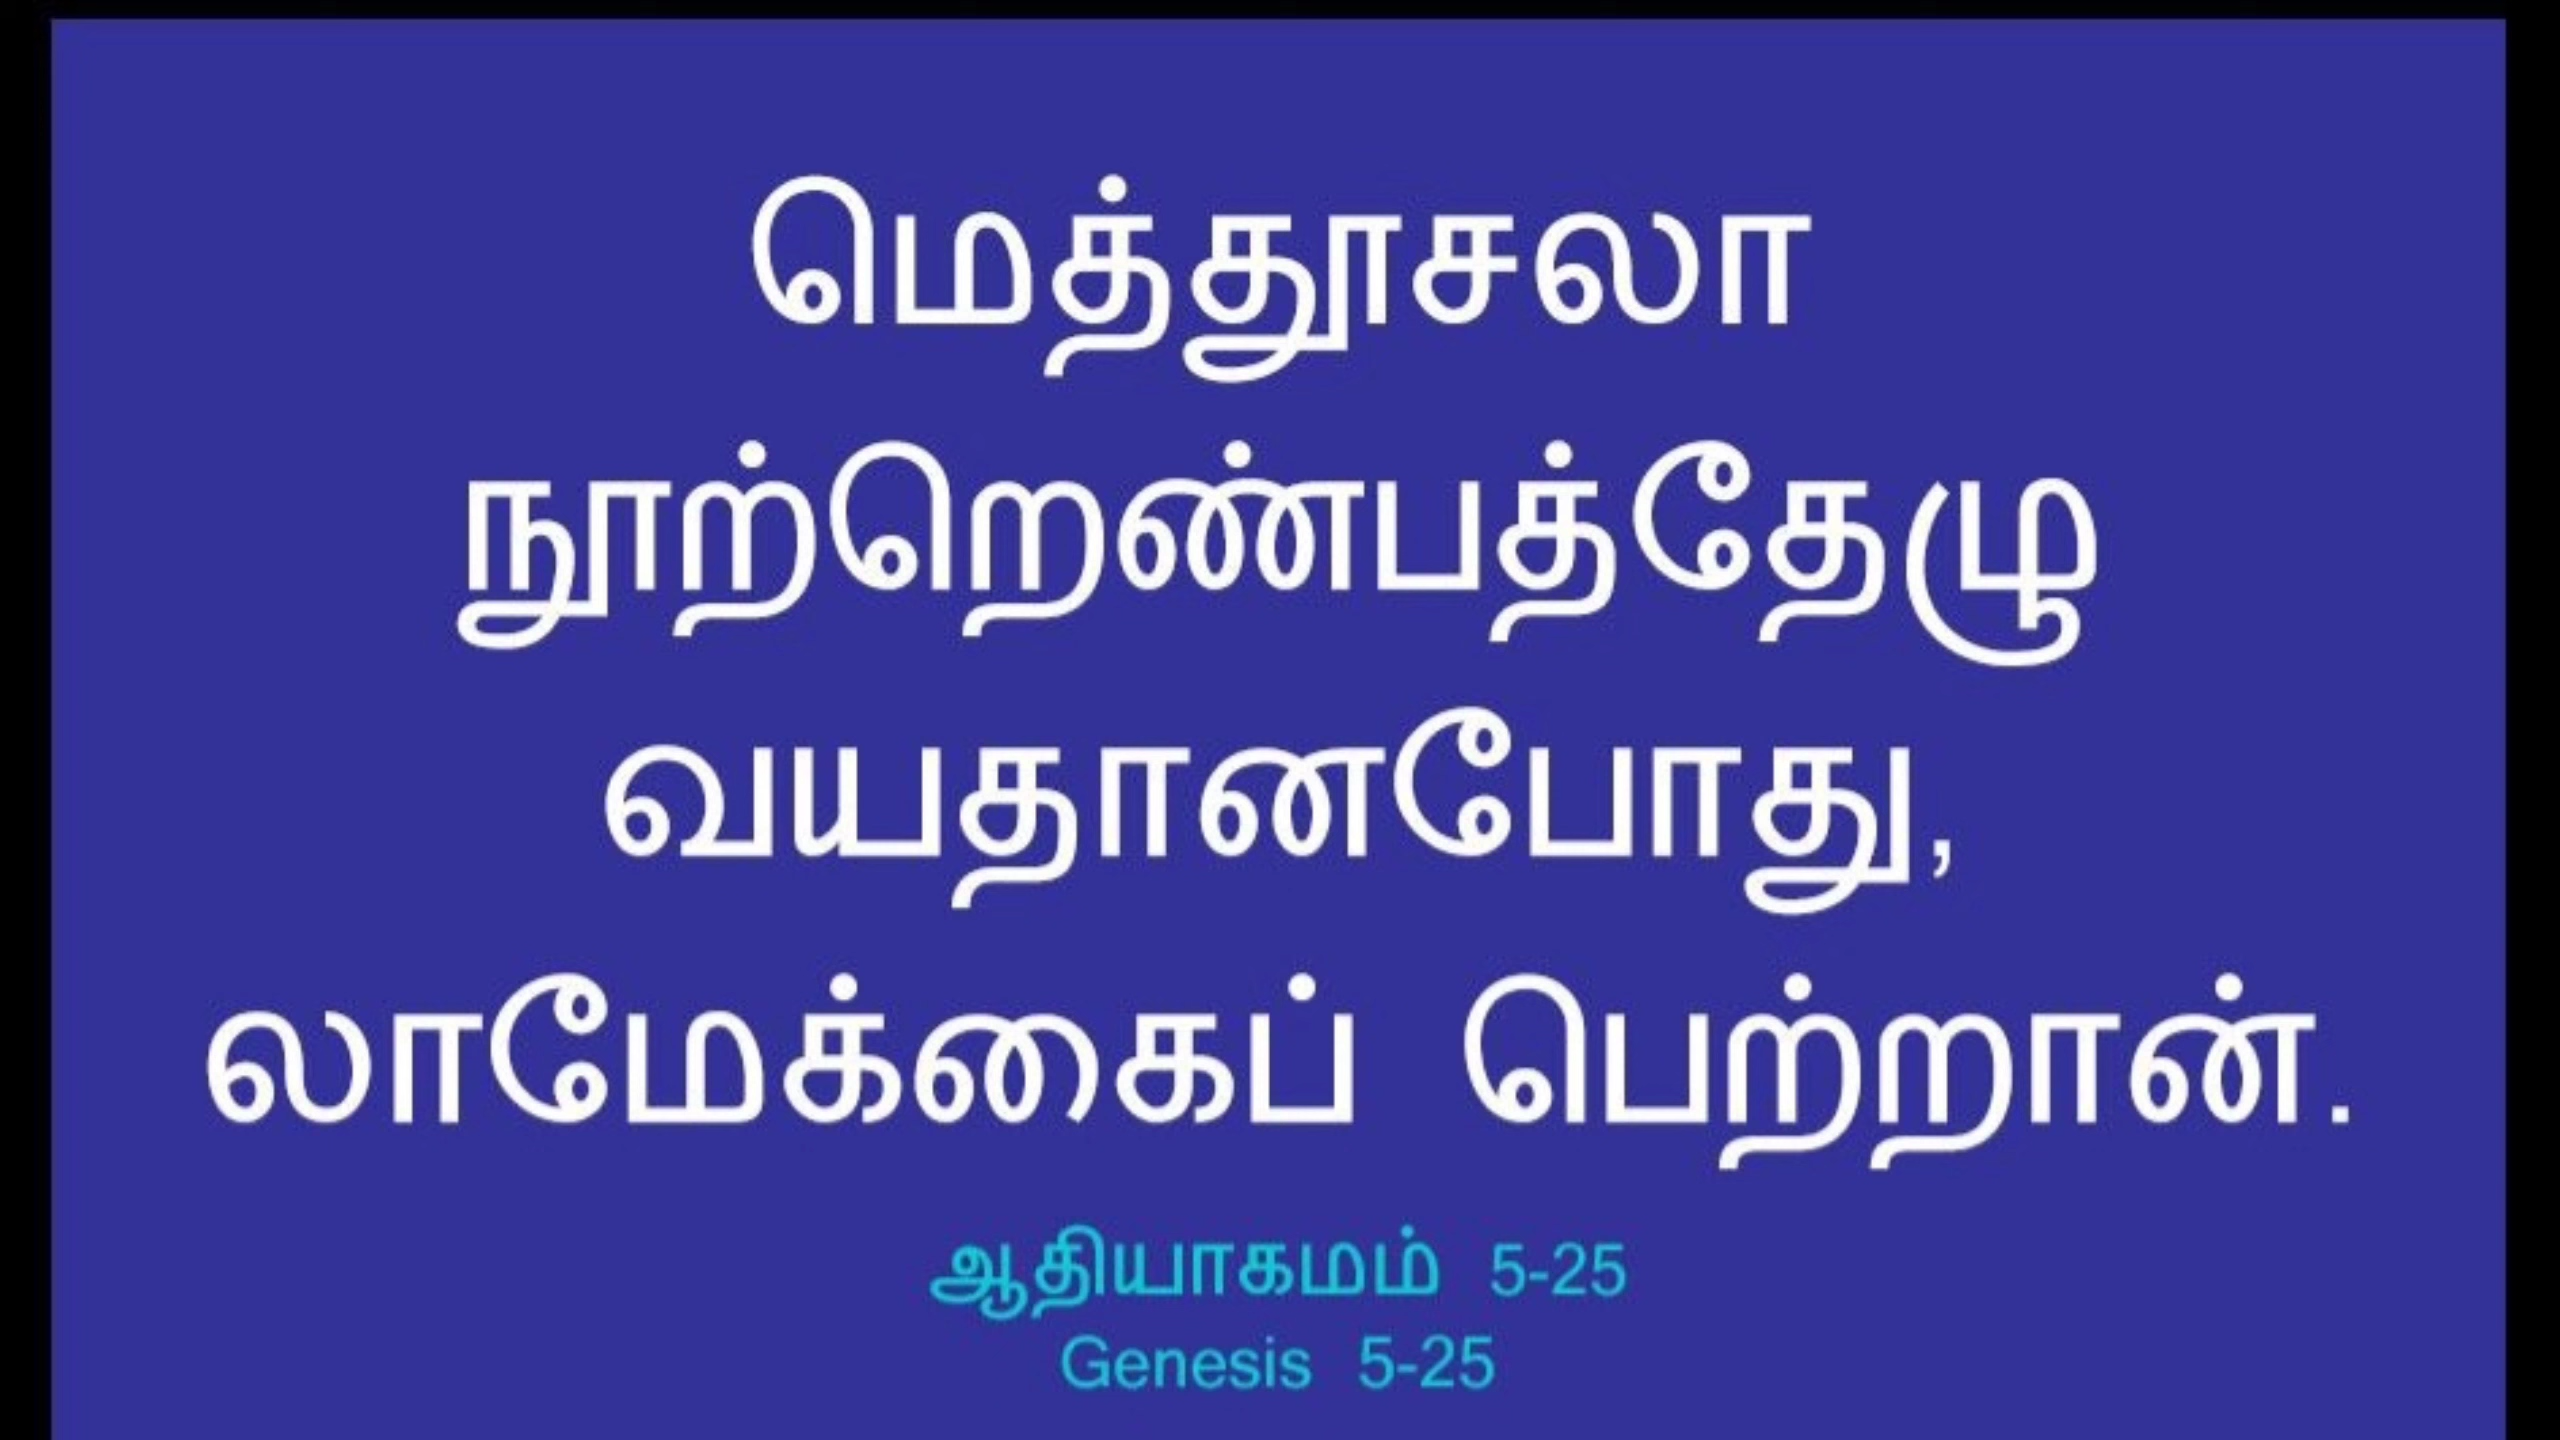 மெத்தூசலா
நூற்றெண்பத்தேழு
வயதானபோது,
லாமேக்கைப் பெற்றான்.
ஆதியாகமம் 5-25
Genesis 5-25